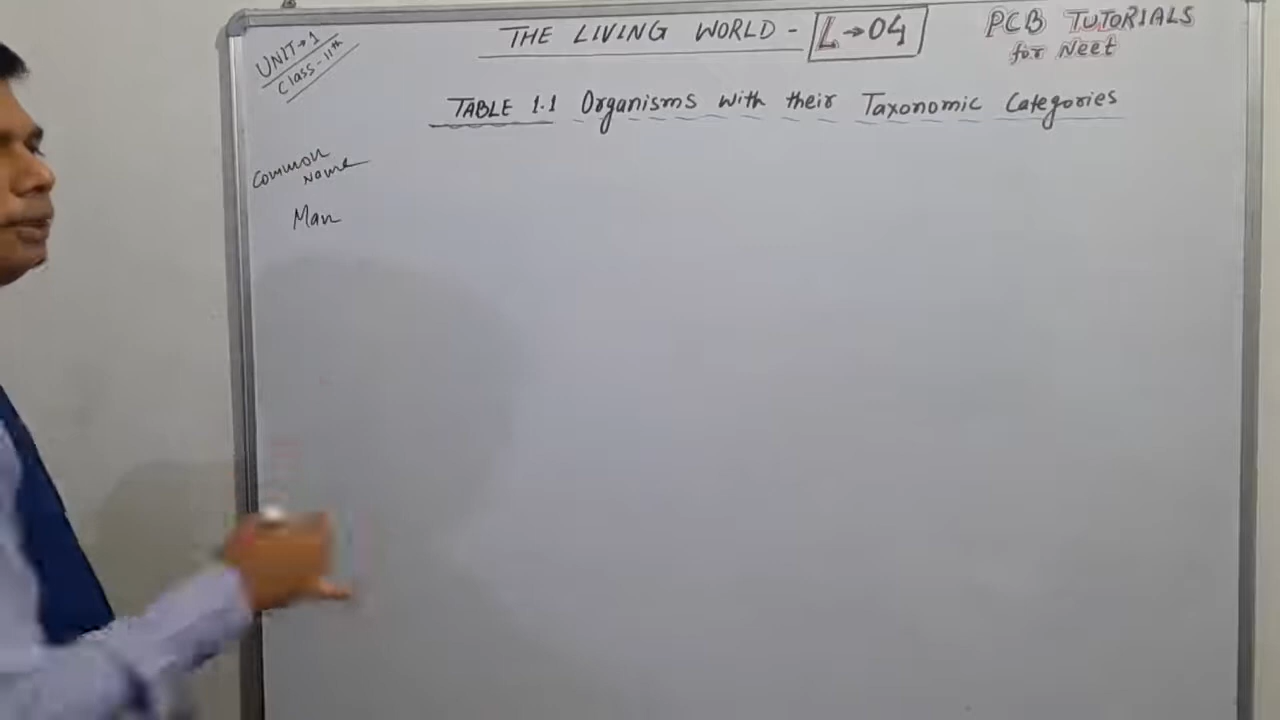 UNIT→1
Class-11th
THE LIVING WORLD - L→04
PCB TUTORIALS
for Neet
TABLE 1.1 Organisms with their Taxonomic Categories
Common
Name
Man